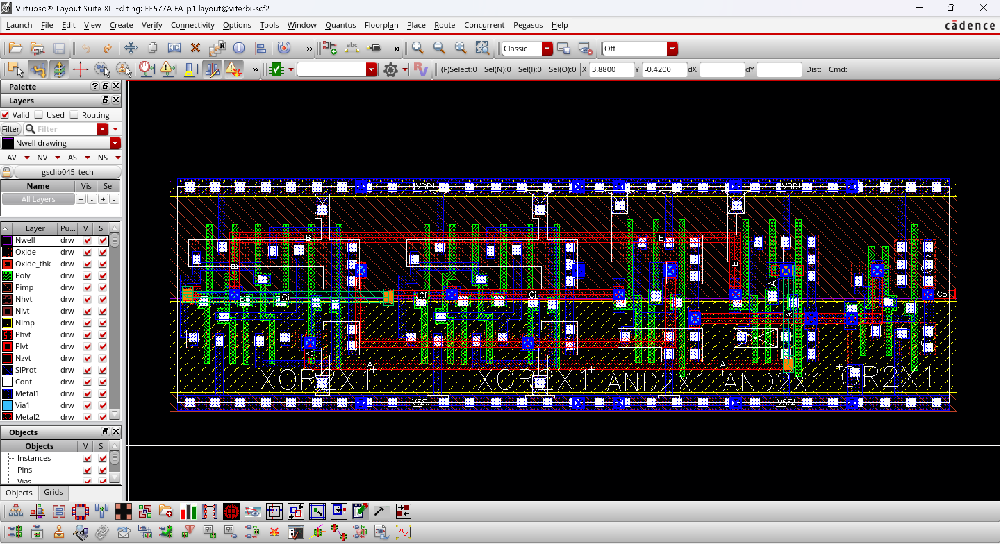 Virtuoso® Layout Suite XL Editing: EE577A FA_p1 layout@viterbi-scf2
Launch File Edit View Create Verify Connectivity Options Tools Window Quantus Floorplan Place Route Concurrent Pegasus Help
cādence
R abc Classic Off
(F)Select:0 Sel(N):0 Sel(I):0 Sel(O):0 X 3.8800 Y -0.4200 dX dY Dist: Cmd:
Palette
Layers
Valid Used Routing
Filter Filter
Nwell drawing
AV NV AS NS
gsclib045_tech
Name Vis Sel
All Layers + - + -
Layer Pu... V S
Nwell drw
Oxide drw
Oxide_thk drw
Poly drw
Pimp drw
Nhvt drw
Nlvt drw
Nimp drw
Phvt drw
Plvt drw
Nzvt drw
SiProt drw
Cont drw
Metal1 drw
Via1 drw
Metal2 drw
Objects
Objects V S
Instances
Pins
Vias
Objects Grids
VDD! VDD!
B B
B B
A
Ci Ci Ci Co
A
A
A A
XOR2X1 XOR2X1 AND2X1 AND2X1 OR2X1
VSS! VSS!